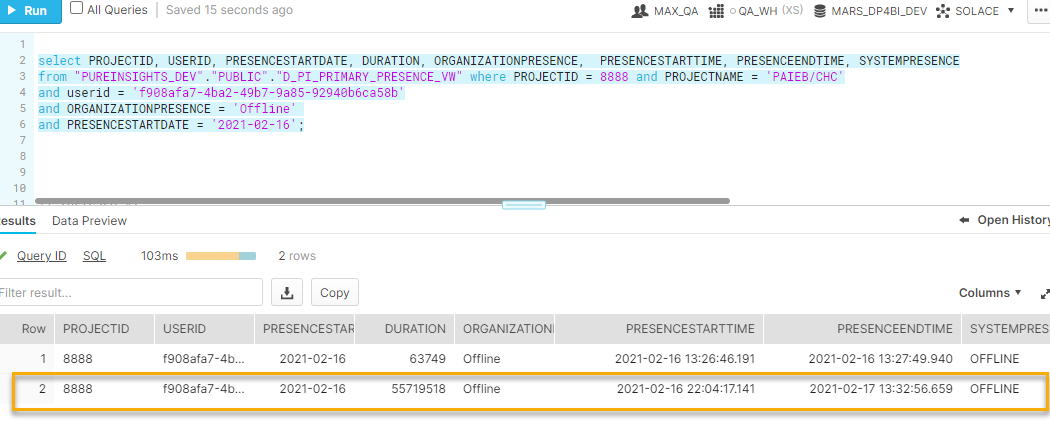 Run All Queries Saved 15 seconds ago MAX_QA QA_WH (XS) MARS_DP4BI_DEV SOLACE
1
2 select PROJECTID, USERID, PRESENCESTARTDATE, DURATION, ORGANIZATIONPRESENCE, PRESENCESTARTTIME, PRESENCEENDTIME, SYSTEMPRESENCE
3 from "PUREINSIGHTS_DEV"."PUBLIC"."D_PI_PRIMARY_PRESENCE_VW" where PROJECTID = 8888 and PROJECTNAME = 'PAIEB/CHC'
4 and userid = 'f908afa7-4ba2-49b7-9a85-92940b6ca58b'
5 and ORGANIZATIONPRESENCE = 'Offline'
6 and PRESENCESTARTDATE = '2021-02-16';
7
8
9
10
11
esults Data Preview Open History
Query ID SQL 103ms 2 rows
Filter result... Copy Columns
Row PROJECTID USERID PRESENCESTAR DURATION ORGANIZATION PRESENCESTARTTIME PRESENCEENDTIME SYSTEMPRES
1 8888 f908afa7-4b... 2021-02-16 63749 Offline 2021-02-16 13:26:46.191 2021-02-16 13:27:49.940 OFFLINE
2 8888 f908afa7-4b... 2021-02-16 55719518 Offline 2021-02-16 22:04:17.141 2021-02-17 13:32:56.659 OFFLINE